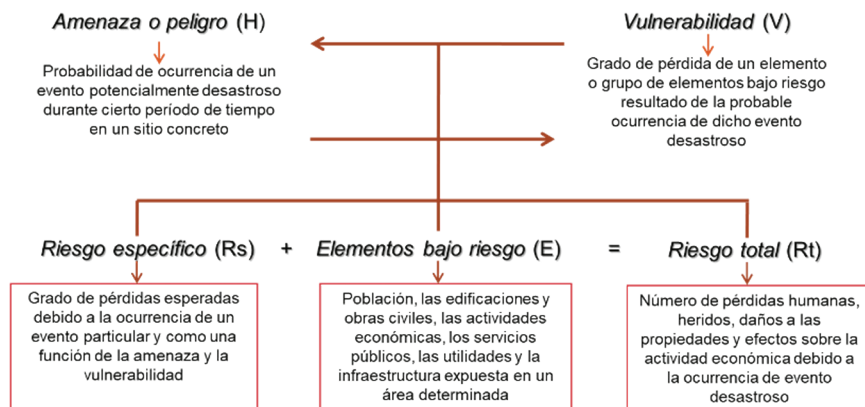 Amenaza o peligro (H)
Probabilidad de ocurrencia de un
evento potencialmente desastroso
durante cierto período de tiempo
en un sitio concreto
Vulnerabilidad (V)
Grado de pérdida de un elemento
o grupo de elementos bajo riesgo
resultado de la probable
ocurrencia de dicho evento
desastroso
Riesgo específico (Rs) + Elementos bajo riesgo (E) = Riesgo total (Rt)
Grado de pérdidas esperadas
debido a la ocurrencia de un
evento particular y como una
función de la amenaza y la
vulnerabilidad
Población, las edificaciones y
obras civiles, las actividades
económicas, los servicios
públicos, las utilidades y la
infraestructura expuesta en un
área determinada
Número de pérdidas humanas,
heridos, daños a las
propiedades y efectos sobre la
actividad económica debido a
la ocurrencia de evento
desastroso